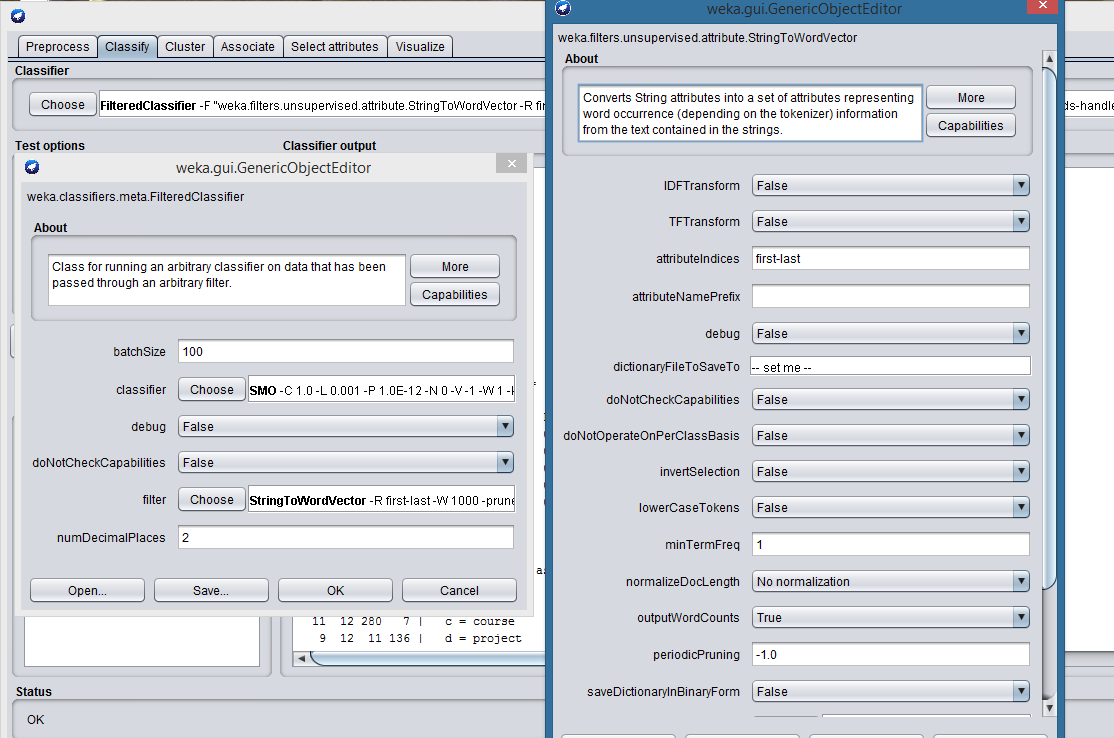 Preprocess Classify Cluster Associate Select attributes Visualize
Classifier
Choose FilteredClassifier -F "weka.filters.unsupervised.attribute.StringToWordVector -R
Test options
Classifier output
weka.gui.GenericObjectEditor
weka.classifiers.meta.FilteredClassifier
About
Class for running an arbitrary classifier on data that has been
passed through an arbitrary filter.
More
Capabilities
batchSize 100
classifier Choose SMO -C 1.0 -L 0.001 -P 1.0E-12 -N 0 -V -1 -W 1
debug False
doNotCheckCapabilities False
filter Choose StringToWordVector -R first-last -W 1000
numDecimalPlaces 2
Open... Save... OK Cancel
11 12 280 7 | c = course
9 12 11 136 | d = project
Status
OK
weka.gui.GenericObjectEditor
weka.filters.unsupervised.attribute.StringToWordVector
About
Converts String attributes into a set of attributes representing
word occurrence (depending on the tokenizer) information
from the text contained in the strings.
More
Capabilities
IDFTransform False
TFTransform False
attributeIndices first-last
attributeNamePrefix
debug False
dictionaryFileToSaveTo -- set me --
doNotCheckCapabilities False
doNotOperateOnPerClassBasis False
invertSelection False
lowerCaseTokens False
minTermFreq 1
normalizeDocLength No normalization
outputWordCounts True
periodicPruning -1.0
saveDictionaryInBinaryForm False